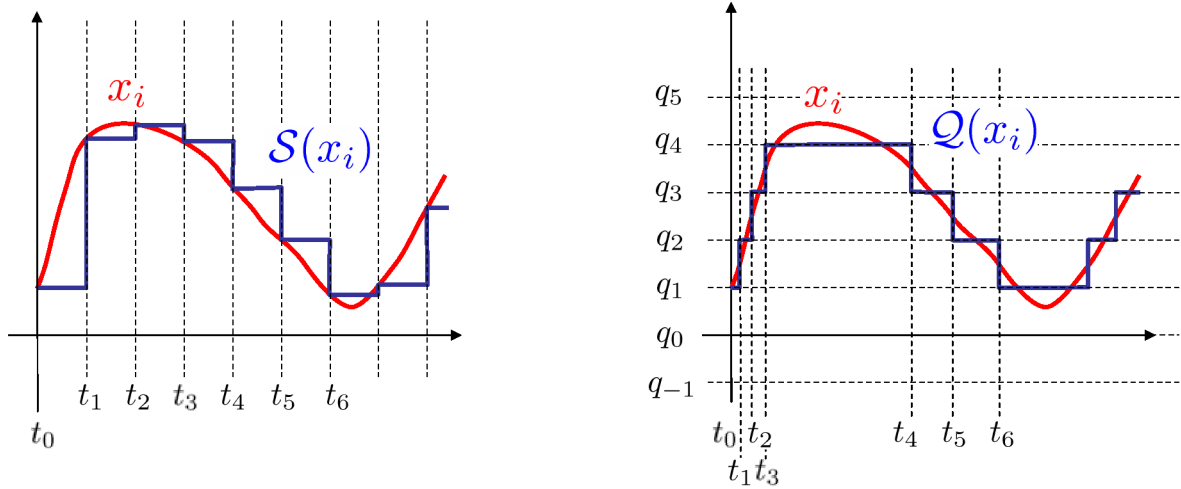 x_i
S(x_i)
t_1 t_2 t_3 t_4 t_5 t_6
t_0
q_5
x_i
Q(x_i)
q_4
q_3
q_2
q_1
q_0
q_{-1}
t_0 t_2 t_4 t_5 t_6
t_1 t_3